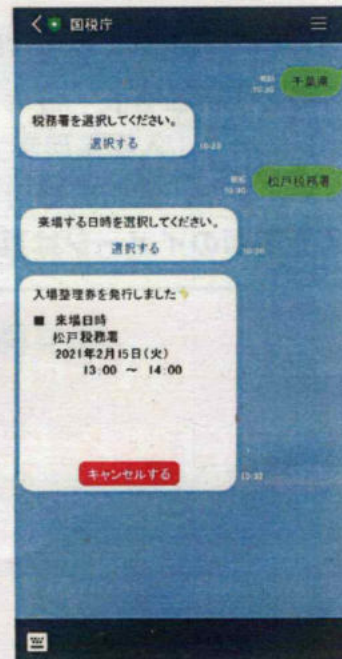 国税庁
千葉県
税務署を選択してください。
選択する
松戸税務署
来場する日時を選択してください。
選択する
入場整理券を発行しました
■ 来場日時
松戸税務署
2021年2月15日(火)
13:00 ～ 14:00
キャンセルする